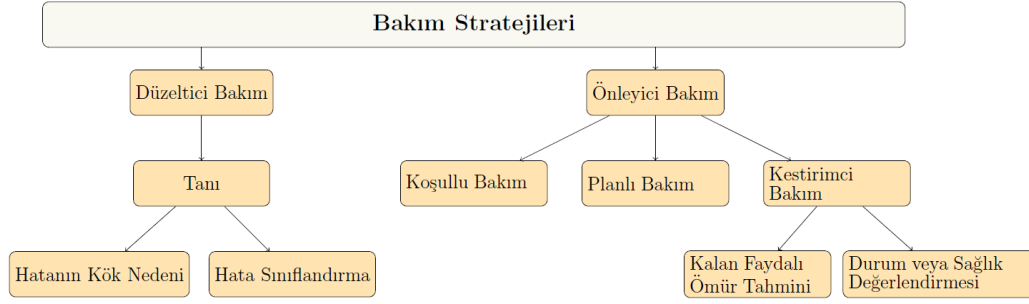 Bakım Stratejileri
Düzeltici Bakım
Önleyici Bakım
Tanı
Koşullu Bakım
Planlı Bakım
Kestirimci
Bakım
Hatanın Kök Nedeni
Hata Sınıflandırma
Kalan Faydalı
Ömür Tahmini
Durum veya Sağlık
Değerlendirmesi